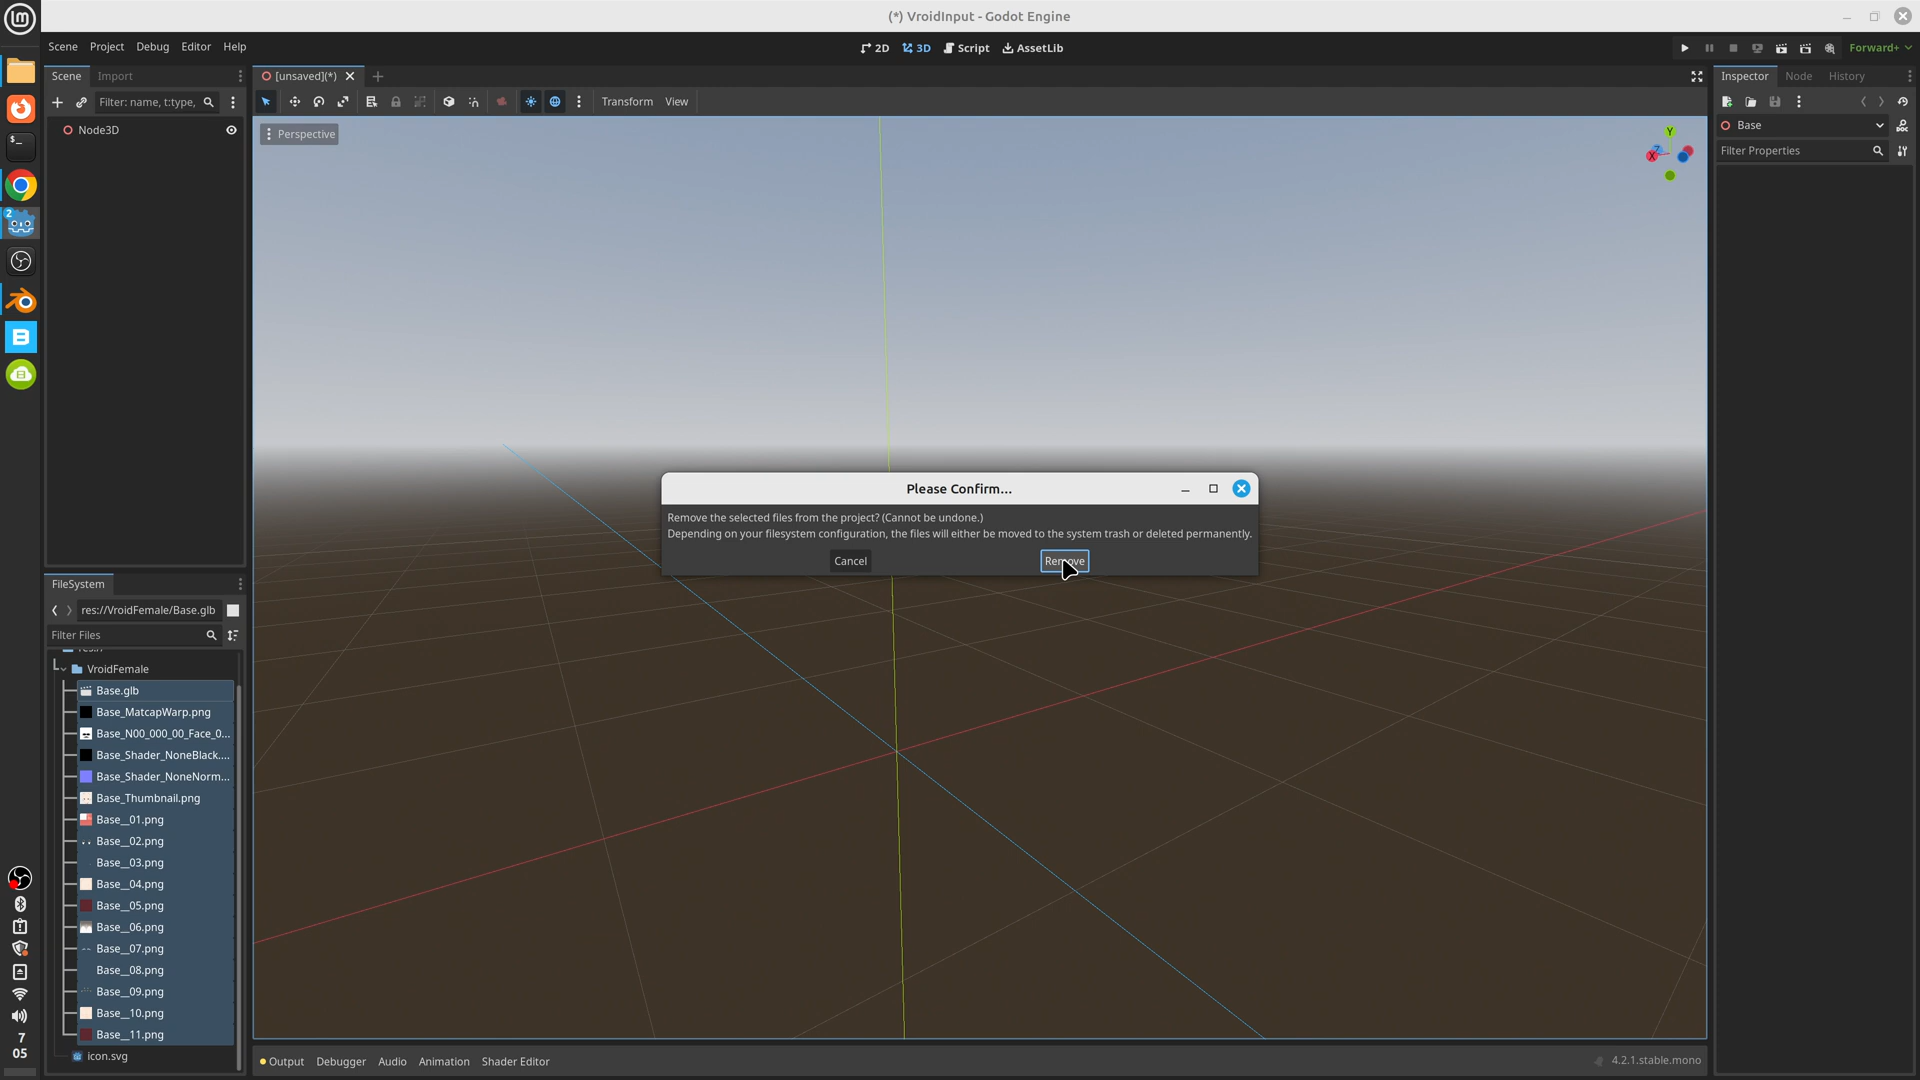 (*) VroidInput - Godot Engine
Scene Project Debug Editor Help
2D 3D Script AssetLib
Forward+
Scene Import
[unsaved](*)
Inspector Node History
Filter: name, t:type,
Transform View
Node3D
Perspective
Y
X
Z
Base
Filter Properties
2
Please Confirm...
Remove the selected files from the project? (Cannot be undone.)
Depending on your filesystem configuration, the files will either be moved to the system trash or deleted permanently.
Cancel Remove
FileSystem
res://VroidFemale/Base.glb
Filter Files
VroidFemale
Base.glb
Base_MatcapWarp.png
Base_N00_000_00_Face_0...
Base_Shader_NoneBlack....
Base_Shader_NoneNorm...
Base_Thumbnail.png
Base__01.png
Base__02.png
Base__03.png
Base__04.png
Base__05.png
Base__06.png
Base__07.png
Base__08.png
Base__09.png
Base__10.png
Base__11.png
icon.svg
Output Debugger Audio Animation Shader Editor
4.2.1.stable.mono
7
05